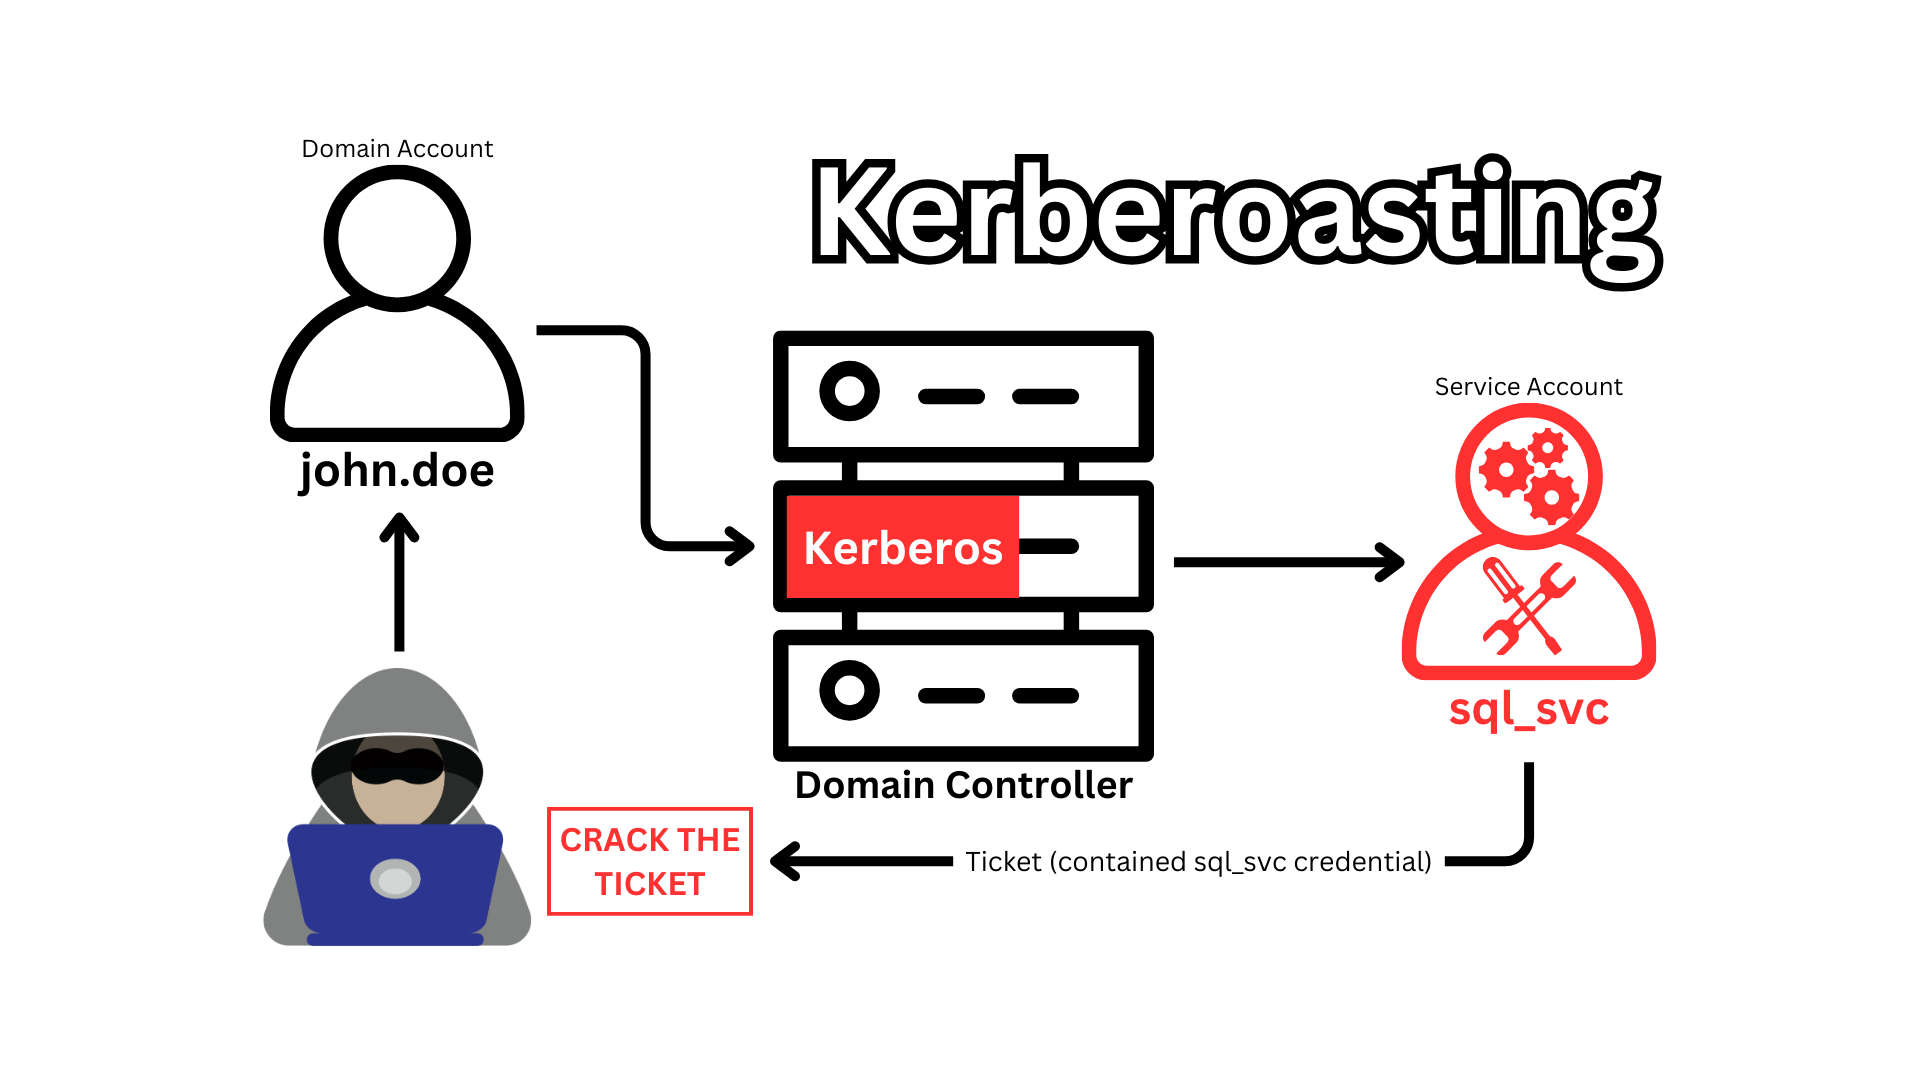 Domain Account
Kerberoasting
john.doe
Service Account
Kerberos
sql_svc
Domain Controller
CRACK THE
TICKET
Ticket (contained sql_svc credential)